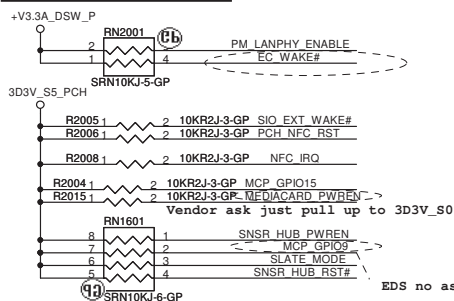 +V3.3A_DSW_P
RN2001
2 PM_LANPHY_ENABLE
1 4 EC_WAKE#
SRN10KJ-5-GP
3D3V_S5_PCH
R2005 1 2 10KR2J-3-GP SIO_EXT_WAKE#
R2006 1 2 10KR2J-3-GP PCH_NFC_RST
R2008 1 2 10KR2J-3-GP NFC_IRQ
R2004 1 2 10KR2J-3-GP MCP_GPIO15
R2015 1 2 10KR2J-3-GP MEDIACARD_PWREN
Vendor ask just pull up to 3D3V_S0
RN1601
8 1 SNSR_HUB_PWREN
7 2 MCP_GPIO9
6 3 SLATE_MODE
5 4 SNSR_HUB_RST#
EDS no as
SRN10KJ-6-GP